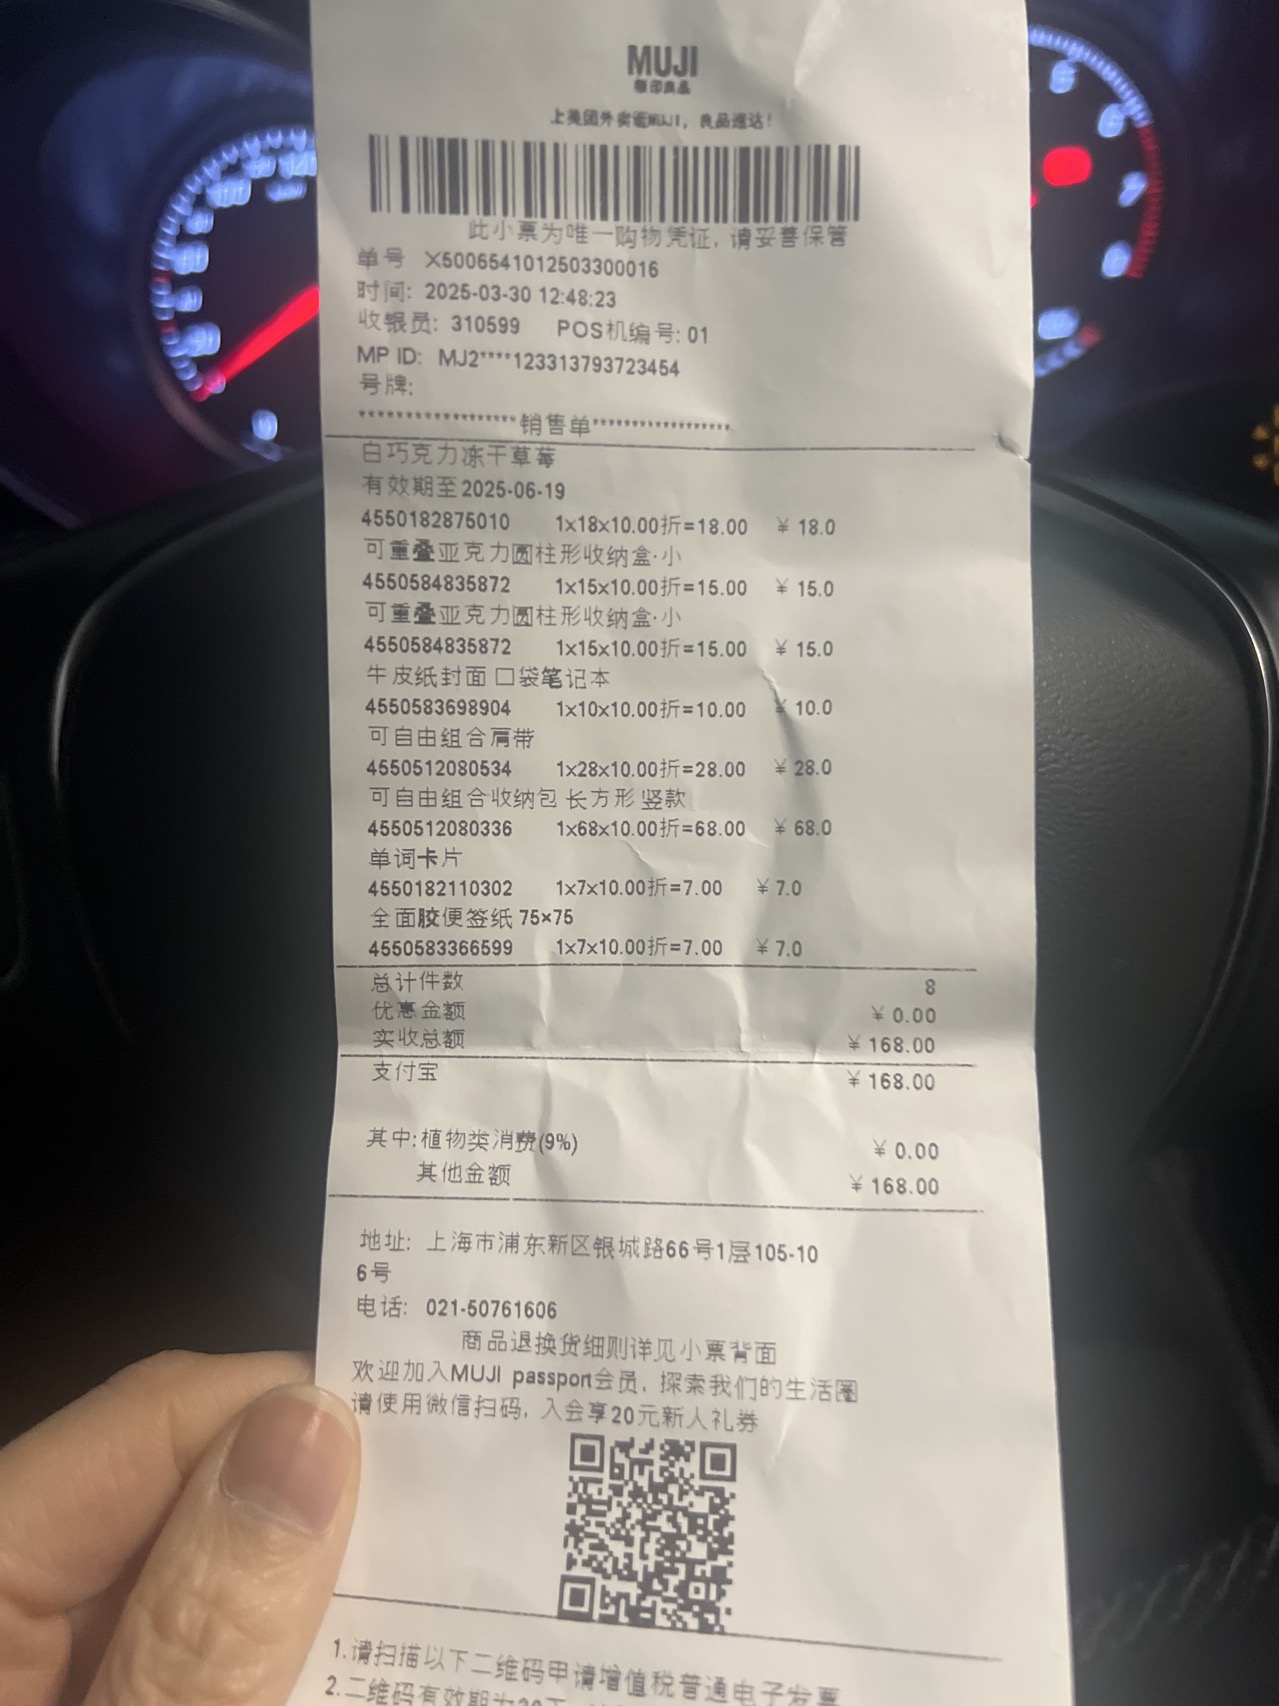 MUJI
無印良品
上美团外卖逛MUJI，良品速达！
此小票为唯一购物凭证, 请妥善保管
单号 X5006541012503300016
时间: 2025-03-30 12:48:23
收银员: 310599 POS机编号: 01
MP ID: MJ2****123313793723454
号牌:
******************销售单******************
白巧克力冻干草莓
有效期至2025-06-19
4550182875010 1x18x10.00折=18.00 ¥ 18.0
可重叠亚克力圆柱形收纳盒·小
4550584835872 1x15x10.00折=15.00 ¥ 15.0
可重叠亚克力圆柱形收纳盒·小
4550584835872 1x15x10.00折=15.00 ¥ 15.0
牛皮纸封面 口袋笔记本
4550583698904 1x10x10.00折=10.00 ¥ 10.0
可自由组合肩带
4550512080534 1x28x10.00折=28.00 ¥ 28.0
可自由组合收纳包 长方形 竖款
4550512080336 1x68x10.00折=68.00 ¥ 68.0
单词卡片
4550182110302 1x7x10.00折=7.00 ¥ 7.0
全面胶便签纸 75×75
4550583366599 1x7x10.00折=7.00 ¥ 7.0
总计件数 8
优惠金额 ¥ 0.00
实收总额 ¥ 168.00
支付宝 ¥ 168.00
其中:植物类消费(9%) ¥ 0.00
其他金额 ¥ 168.00
地址: 上海市浦东新区银城路66号1层105-10
6号
电话: 021-50761606
商品退换货细则详见小票背面
欢迎加入MUJI passport会员, 探索我们的生活圈
请使用微信扫码, 入会享20元新人礼券
1.请扫描以下二维码申请增值税普通电子发票
2.二维码有效期为30天